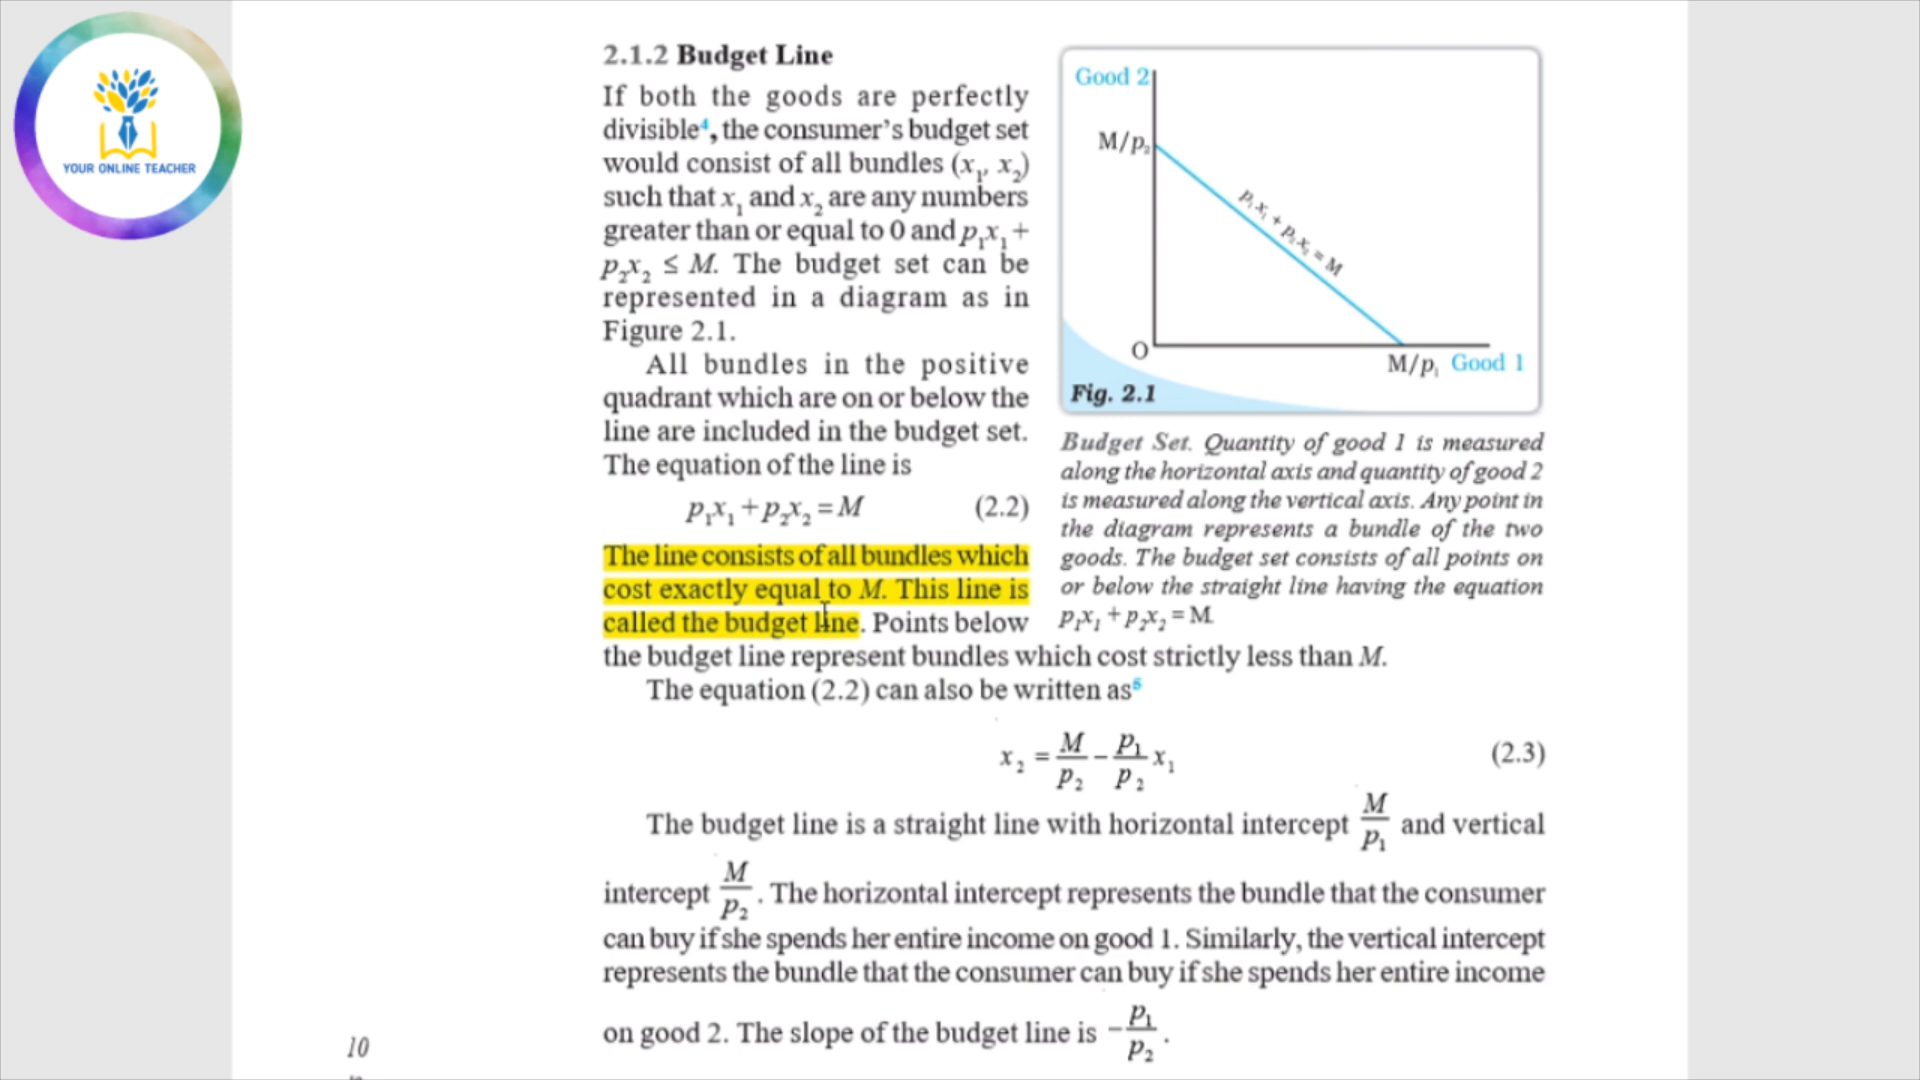 YOUR ONLINE TEACHER
2.1.2 Budget Line
If both the goods are perfectly
divisible⁴, the consumer's budget set
would consist of all bundles (x₁, x₂)
such that x₁ and x₂ are any numbers
greater than or equal to 0 and p₁x₁ +
p₂x₂ ≤ M. The budget set can be
represented in a diagram as in
Figure 2.1.
All bundles in the positive
quadrant which are on or below the
line are included in the budget set.
The equation of the line is
p₁x₁ + p₂x₂ = M (2.2)
The line consists of all bundles which
cost exactly equal to M. This line is
called the budget line. Points below
the budget line represent bundles which cost strictly less than M.
Good 2
M/p₂
p₁x₁ + p₂x₂ = M
O
M/p₁ Good 1
Fig. 2.1
Budget Set. Quantity of good 1 is measured
along the horizontal axis and quantity of good 2
is measured along the vertical axis. Any point in
the diagram represents a bundle of the two
goods. The budget set consists of all points on
or below the straight line having the equation
p₁x₁ + p₂x₂ = M.
The equation (2.2) can also be written as⁵
x₂ = M/p₂ − p₁/p₂ x₁ (2.3)
The budget line is a straight line with horizontal intercept M/p₁ and vertical
intercept M/p₂. The horizontal intercept represents the bundle that the consumer
can buy if she spends her entire income on good 1. Similarly, the vertical intercept
represents the bundle that the consumer can buy if she spends her entire income
on good 2. The slope of the budget line is −p₁/p₂.
10